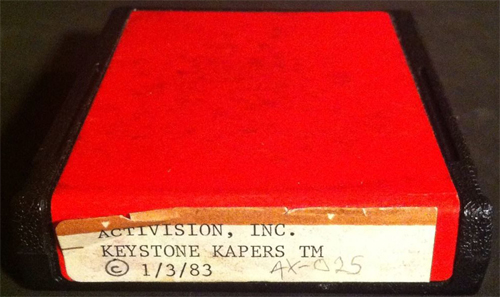 ACTIVISION, INC.
KEYSTONE KAPERS TM
© 1/3/83 AX-025